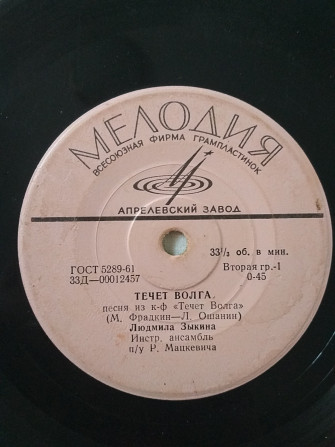 МЕЛОДИЯ
ВСЕСОЮЗНАЯ ФИРМА ГРАМПЛАСТИНОК
АПРЕЛЕВСКИЙ ЗАВОД
33⅓ об. в мин.
ГОСТ 5289-61 Вторая гр.-1
33Д—00012457 0-45
ТЕЧЕТ ВОЛГА
песня из к-ф «Течет Волга»
(М. Фрадкин—Л. Ошанин)
Людмила Зыкина
Инстр. ансамбль
п/у Р. Мацкевича